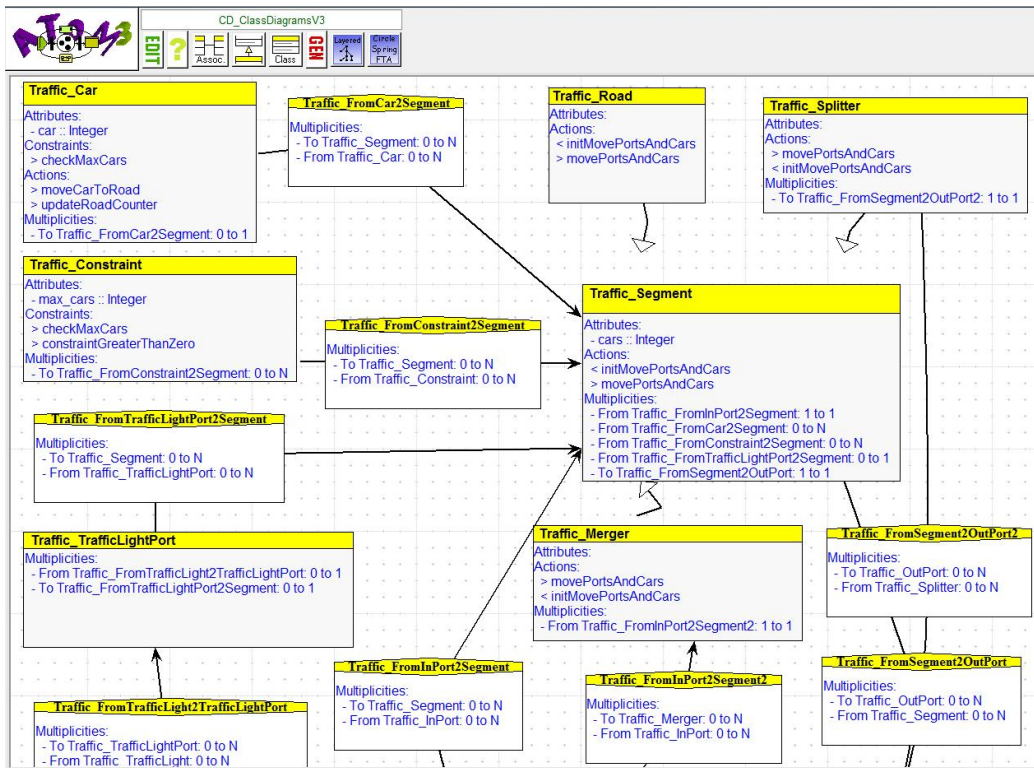 ATOM3
CD_ClassDiagramsV3
EDIT
?
Assoc.
Class
GEN
Layered
Circle
Spring
FTA
Traffic_Car
Attributes:
- car :: Integer
Constraints:
> checkMaxCars
Actions:
> moveCarToRoad
> updateRoadCounter
Multiplicities:
- To Traffic_FromCar2Segment: 0 to 1
Traffic_FromCar2Segment
Multiplicities:
- To Traffic_Segment: 0 to N
- From Traffic_Car: 0 to N
Traffic_Road
Attributes:
Actions:
< initMovePortsAndCars
> movePortsAndCars
Traffic_Splitter
Attributes:
Actions:
> movePortsAndCars
< initMovePortsAndCars
Multiplicities:
- To Traffic_FromSegment2OutPort2: 1 to 1
Traffic_Constraint
Attributes:
- max_cars :: Integer
Constraints:
> checkMaxCars
> constraintGreaterThanZero
Multiplicities:
- To Traffic_FromConstraint2Segment: 0 to N
Traffic_FromConstraint2Segment
Multiplicities:
- To Traffic_Segment: 0 to N
- From Traffic_Constraint: 0 to N
Traffic_Segment
Attributes:
- cars :: Integer
Actions:
< initMovePortsAndCars
> movePortsAndCars
Multiplicities:
- From Traffic_FromInPort2Segment: 1 to 1
- From Traffic_FromCar2Segment: 0 to N
- From Traffic_FromConstraint2Segment: 0 to N
- From Traffic_FromTrafficLightPort2Segment: 0 to 1
- To Traffic_FromSegment2OutPort: 1 to 1
Traffic_FromTrafficLightPort2Segment
Multiplicities:
- To Traffic_Segment: 0 to N
- From Traffic_TrafficLightPort: 0 to N
Traffic_TrafficLightPort
Multiplicities:
- From Traffic_FromTrafficLight2TrafficLightPort: 0 to 1
- To Traffic_FromTrafficLightPort2Segment: 0 to 1
Traffic_Merger
Attributes:
Actions:
> movePortsAndCars
< initMovePortsAndCars
Multiplicities:
- From Traffic_FromInPort2Segment2: 1 to 1
Traffic_FromSegment2OutPort2
Multiplicities:
- To Traffic_OutPort: 0 to N
- From Traffic_Splitter: 0 to N
Traffic_FromInPort2Segment
Multiplicities:
- To Traffic_Segment: 0 to N
- From Traffic_InPort: 0 to N
Traffic_FromInPort2Segment2
Multiplicities:
- To Traffic_Merger: 0 to N
- From Traffic_InPort: 0 to N
Traffic_FromSegment2OutPort
Multiplicities:
- To Traffic_OutPort: 0 to N
- From Traffic_Segment: 0 to N
Traffic_FromTrafficLight2TrafficLightPort
Multiplicities:
- To Traffic_TrafficLightPort: 0 to N
- From Traffic_TrafficLight: 0 to N